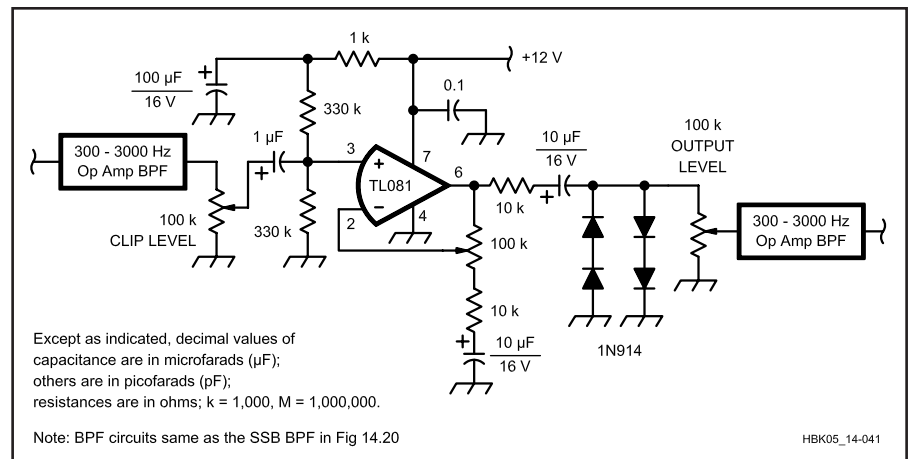 1 k
+12 V
+
100 µF
16 V
330 k
0.1
1 µF
+
300 - 3000 Hz
Op Amp BPF
100 k
CLIP LEVEL
330 k
3
+
7
TL081
6
−
2
4
10 k
10 µF
16 V
+
100 k
10 k
+
10 µF
16 V
100 k
OUTPUT
LEVEL
300 - 3000 Hz
Op Amp BPF
1N914
Except as indicated, decimal values of
capacitance are in microfarads (µF);
others are in picofarads (pF);
resistances are in ohms; k = 1,000, M = 1,000,000.
Note: BPF circuits same as the SSB BPF in Fig 14.20
HBK05_14-041